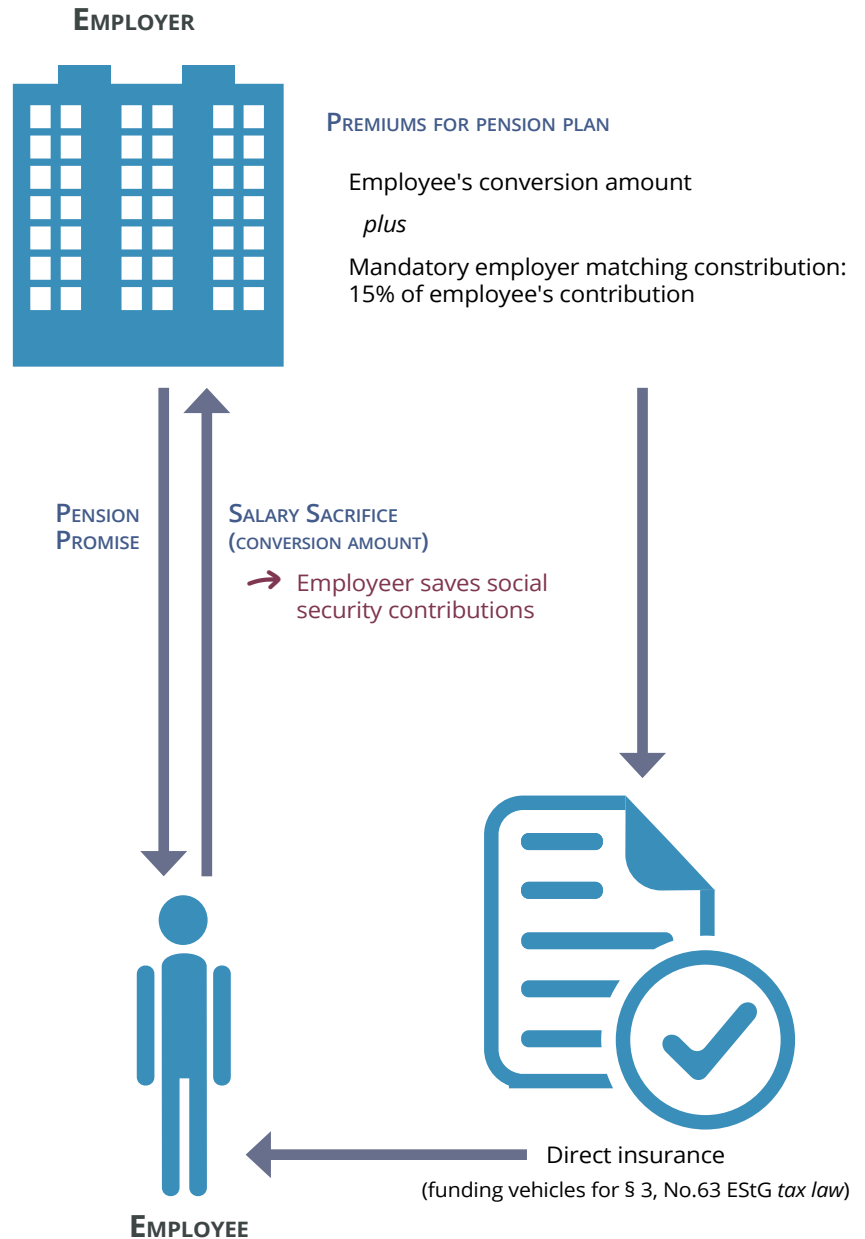 EMPLOYER
PREMIUMS FOR PENSION PLAN
Employee's conversion amount
plus
Mandatory employer matching constribution:
15% of employee's contribution
PENSION
PROMISE
SALARY SACRIFICE
(CONVERSION AMOUNT)
Employeer saves social
security contributions
Direct insurance
(funding vehicles for § 3, No.63 EStG tax law)
EMPLOYEE